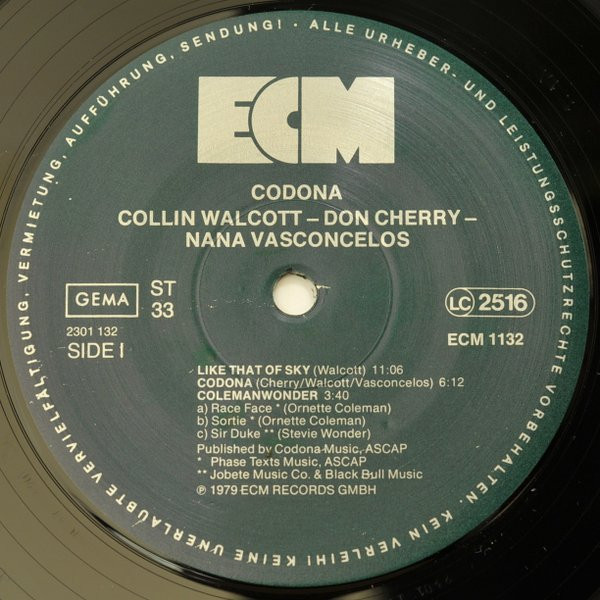 ALLE URHEBER- UND LEISTUNGSSCHUTZRECHTE VORBEHALTEN. KEIN VERLEIH! KEINE UNERLAUBTE VERVIELFÄLTIGUNG, VERMIETUNG, AUFFÜHRUNG, SENDUNG! ·
ECM
CODONA
COLLIN WALCOTT – DON CHERRY –
NANA VASCONCELOS
GEMA
ST
33
2301 132
SIDE I
LC 2516
ECM 1132
LIKE THAT OF SKY (Walcott) 11:06
CODONA (Cherry/Walcott/Vasconcelos) 6:12
COLEMANWONDER 3:40
a) Race Face * (Ornette Coleman)
b) Sortie * (Ornette Coleman)
c) Sir Duke ** (Stevie Wonder)
Published by Codona Music, ASCAP
* Phase Texts Music, ASCAP
** Jobete Music Co. & Black Bull Music
℗ 1979 ECM RECORDS GMBH